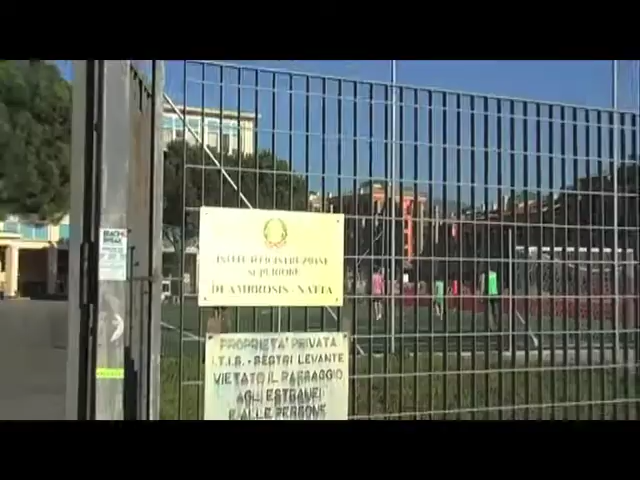 ISTITUTO ISTRUZIONE
SUPERIORE
DE AMBROSIS - NATTA
PROPRIETA' PRIVATA
I.T.I.S. - SESTRI LEVANTE
VIETATO IL PASSAGGIO
AGLI ESTRANEI
E ALLE PERSONE